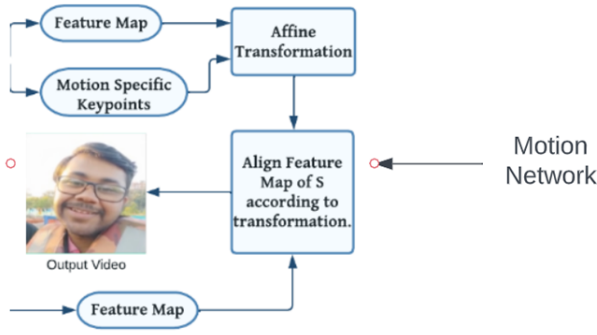 Feature Map
Affine
Transformation
Motion Specific
Keypoints
Align Feature
Map of S
according to
transformation.
Motion
Network
Output Video
Feature Map